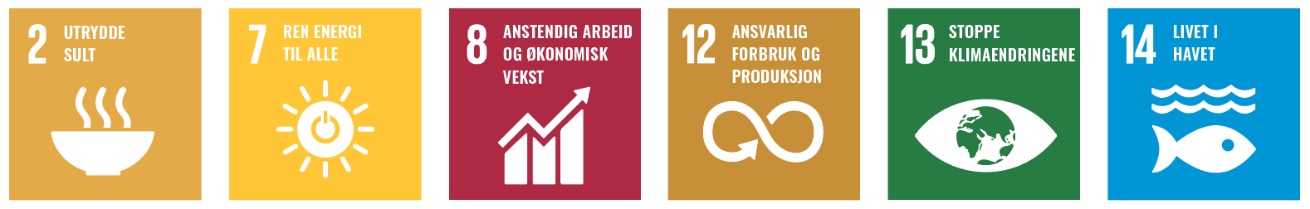 2 UTRYDDE
SULT
7 REN ENERGI
TIL ALLE
8 ANSTENDIG ARBEID
OG ØKONOMISK
VEKST
12 ANSVARLIG
FORBRUK OG
PRODUKSJON
13 STOPPE
KLIMAENDRINGENE
14 LIVET I
HAVET